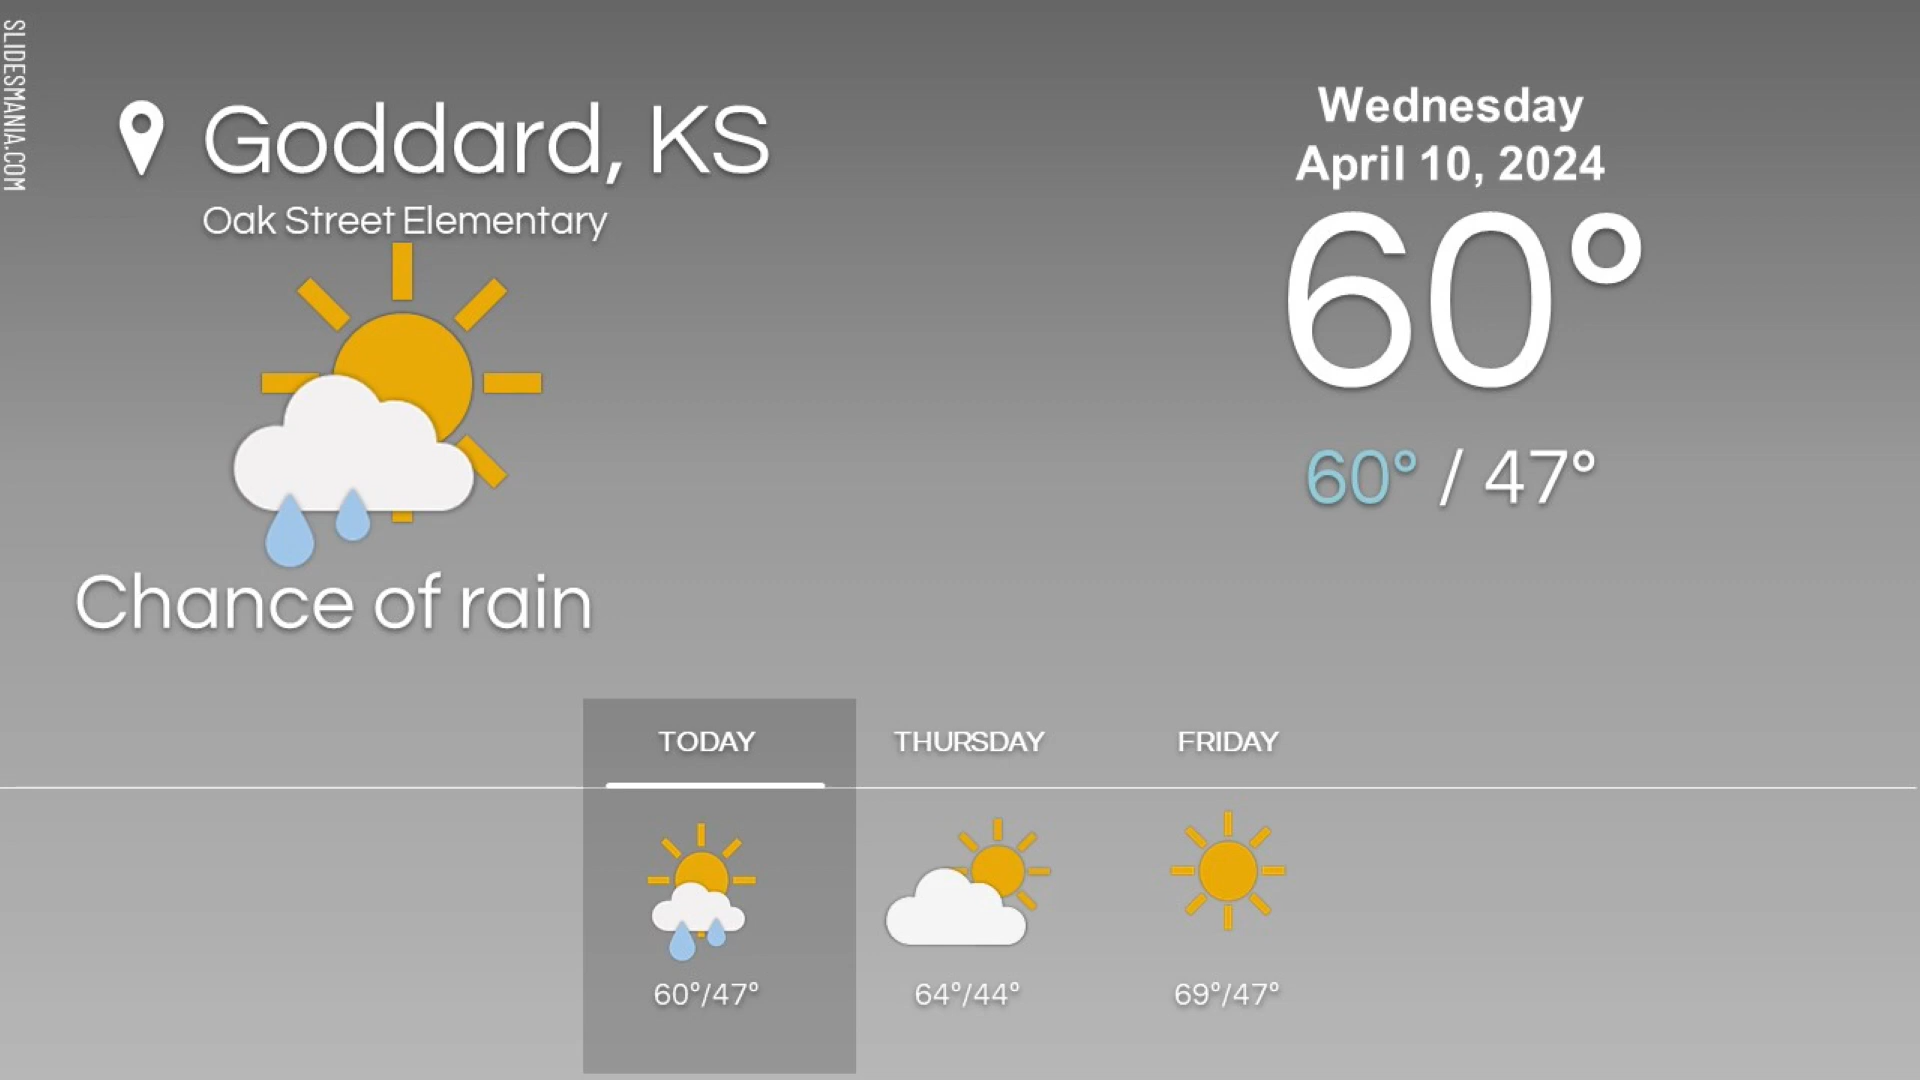 SLIDESMANIA.COM
Goddard, KS
Oak Street Elementary
Chance of rain
Wednesday
April 10, 2024
60°
60° / 47°
TODAY
THURSDAY
FRIDAY
60°/47°
64°/44°
69°/47°